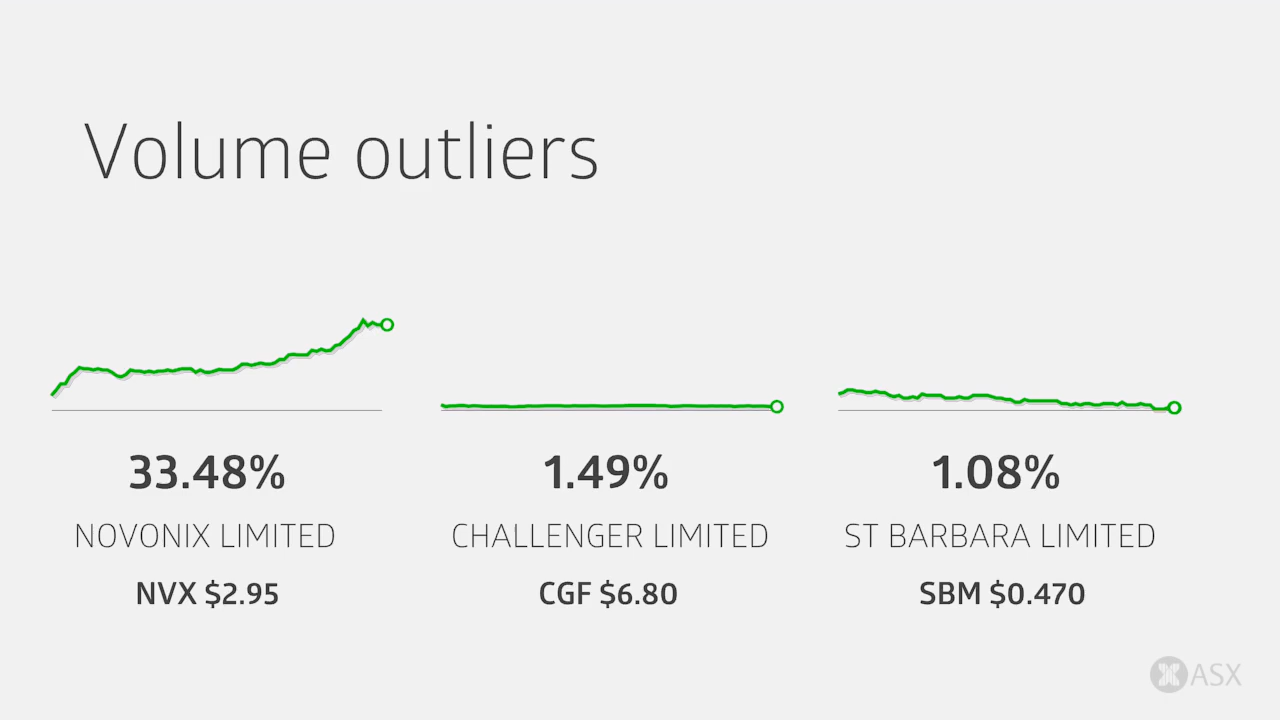 Volume outliers
33.48%
NOVONIX LIMITED
NVX $2.95
1.49%
CHALLENGER LIMITED
CGF $6.80
1.08%
ST BARBARA LIMITED
SBM $0.470
ASX